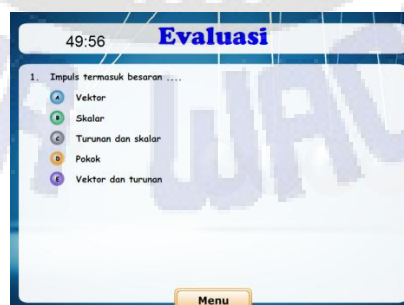 49:56
Evaluasi
1. Impuls termasuk besaran ....
A Vektor
B Skalar
C Turunan dan skalar
D Pokok
E Vektor dan turunan
Menu